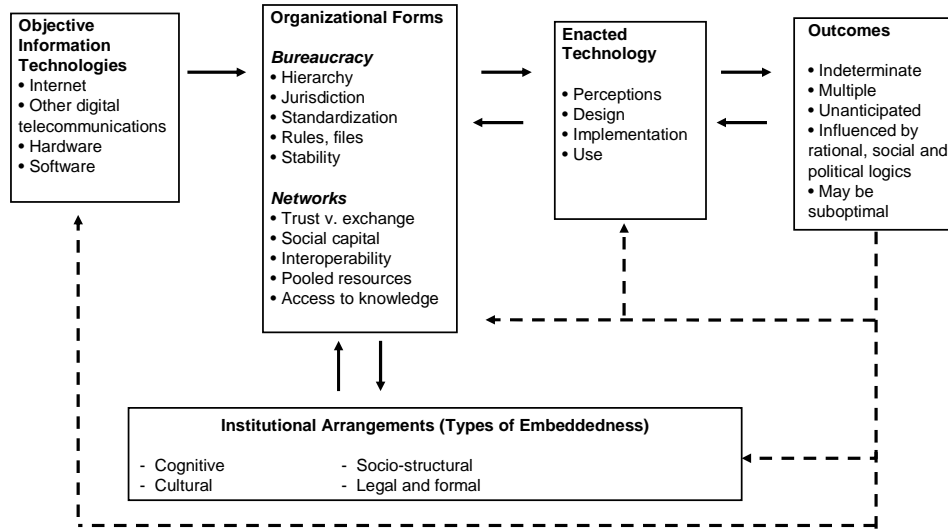 Objective
Information
Technologies
• Internet
• Other digital
telecommunications
• Hardware
• Software
Organizational Forms
Bureaucracy
• Hierarchy
• Jurisdiction
• Standardization
• Rules, files
• Stability
Networks
• Trust v. exchange
• Social capital
• Interoperability
• Pooled resources
• Access to knowledge
Enacted
Technology
• Perceptions
• Design
• Implementation
• Use
Outcomes
• Indeterminate
• Multiple
• Unanticipated
• Influenced by
rational, social and
political logics
• May be
suboptimal
Institutional Arrangements (Types of Embeddedness)
- Cognitive
- Cultural
- Socio-structural
- Legal and formal